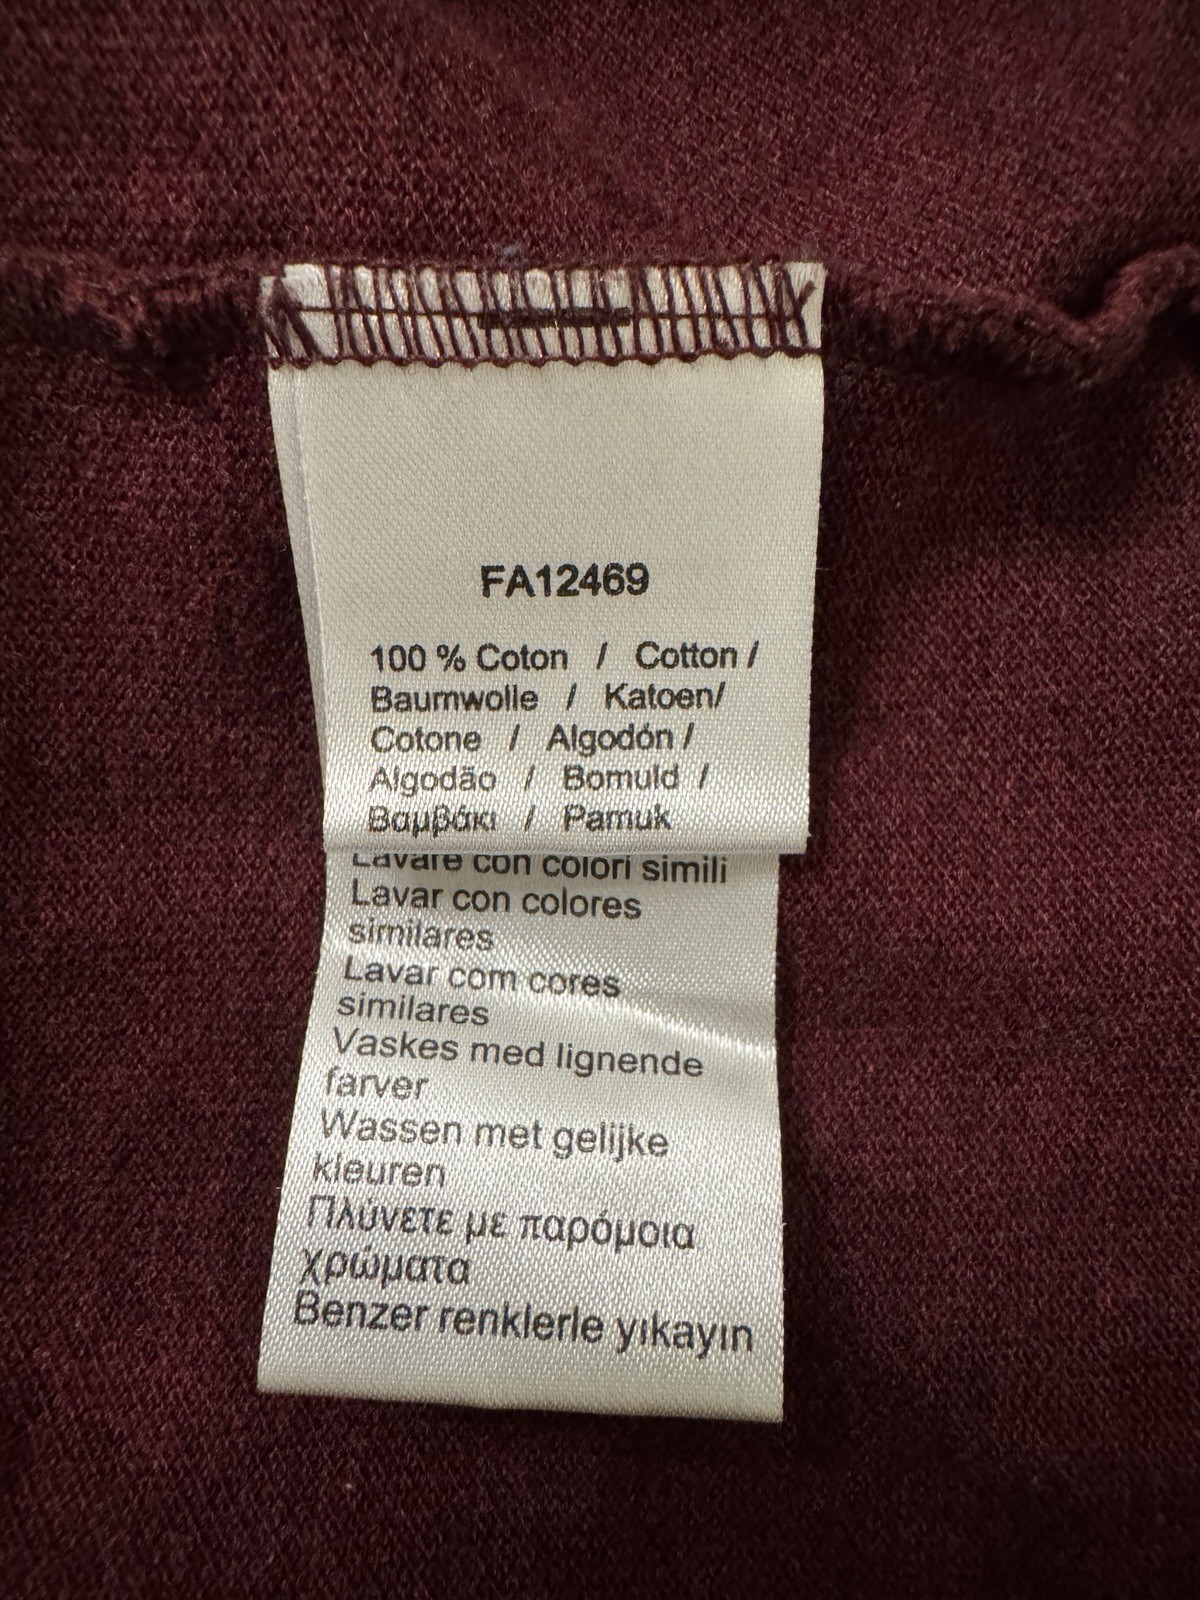 FA12469
100 % Coton / Cotton /
Baumwolle / Katoen/
Cotone / Algodón /
Algodão / Bomuld /
Βαμβάκι / Pamuk
Lavare con colori simili
Lavar con colores
similares
Lavar com cores
similares
Vaskes med lignende
farver
Wassen met gelijke
kleuren
Πλύνετε με παρόμοια
χρώματα
Benzer renklerle yıkayın